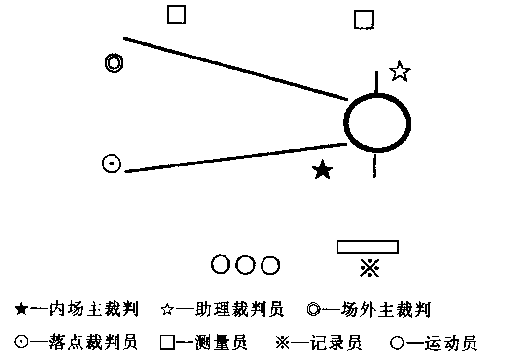 ★—内场主裁判 ☆—助理裁判员 ◎—场外主裁判
⊙—落点裁判员 □—测量员 ※—记录员 ○—运动员